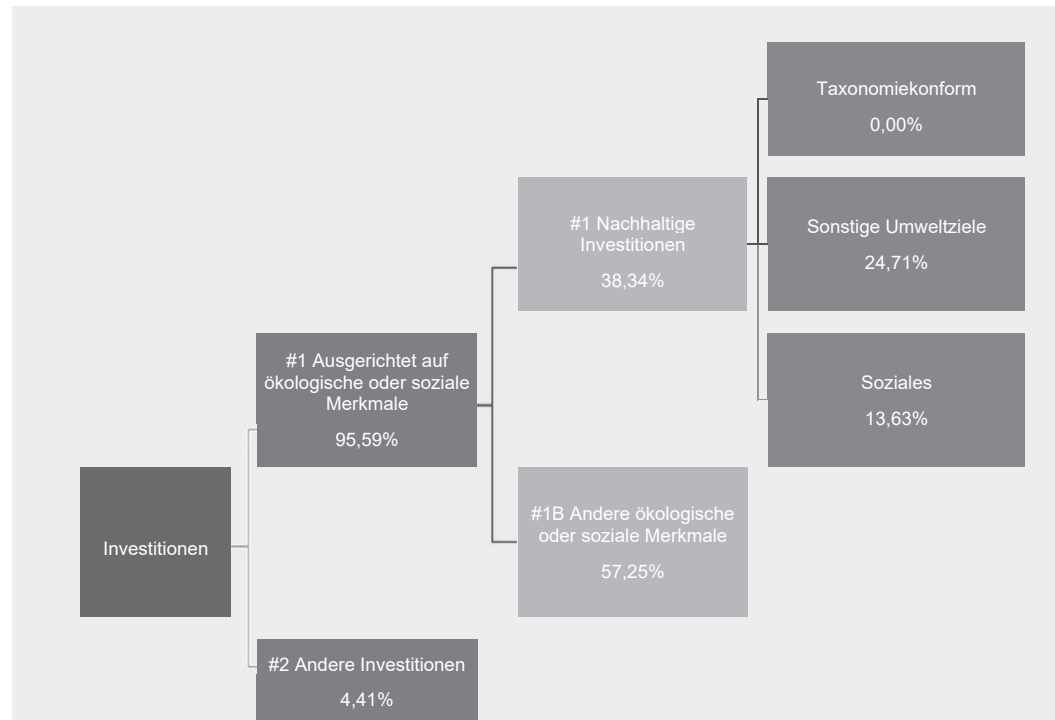 Taxonomiekonform
0,00%
#1 Nachhaltige
Investitionen
38,34%
Sonstige Umweltziele
24,71%
#1 Ausgerichtet auf
ökologische oder soziale
Merkmale
95,59%
Soziales
13,63%
Investitionen
#1B Andere ökologische
oder soziale Merkmale
57,25%
#2 Andere Investitionen
4,41%